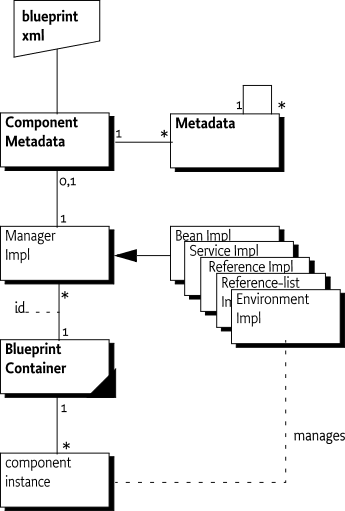 blueprint
xml
Component
Metadata
1
*
Metadata
1
*
0,1
1
Manager
Impl
Bean Impl
Service Impl
Reference Impl
Reference-list
Im
Environment
Impl
*
id
1
Blueprint
Container
1
*
manages
component
instance